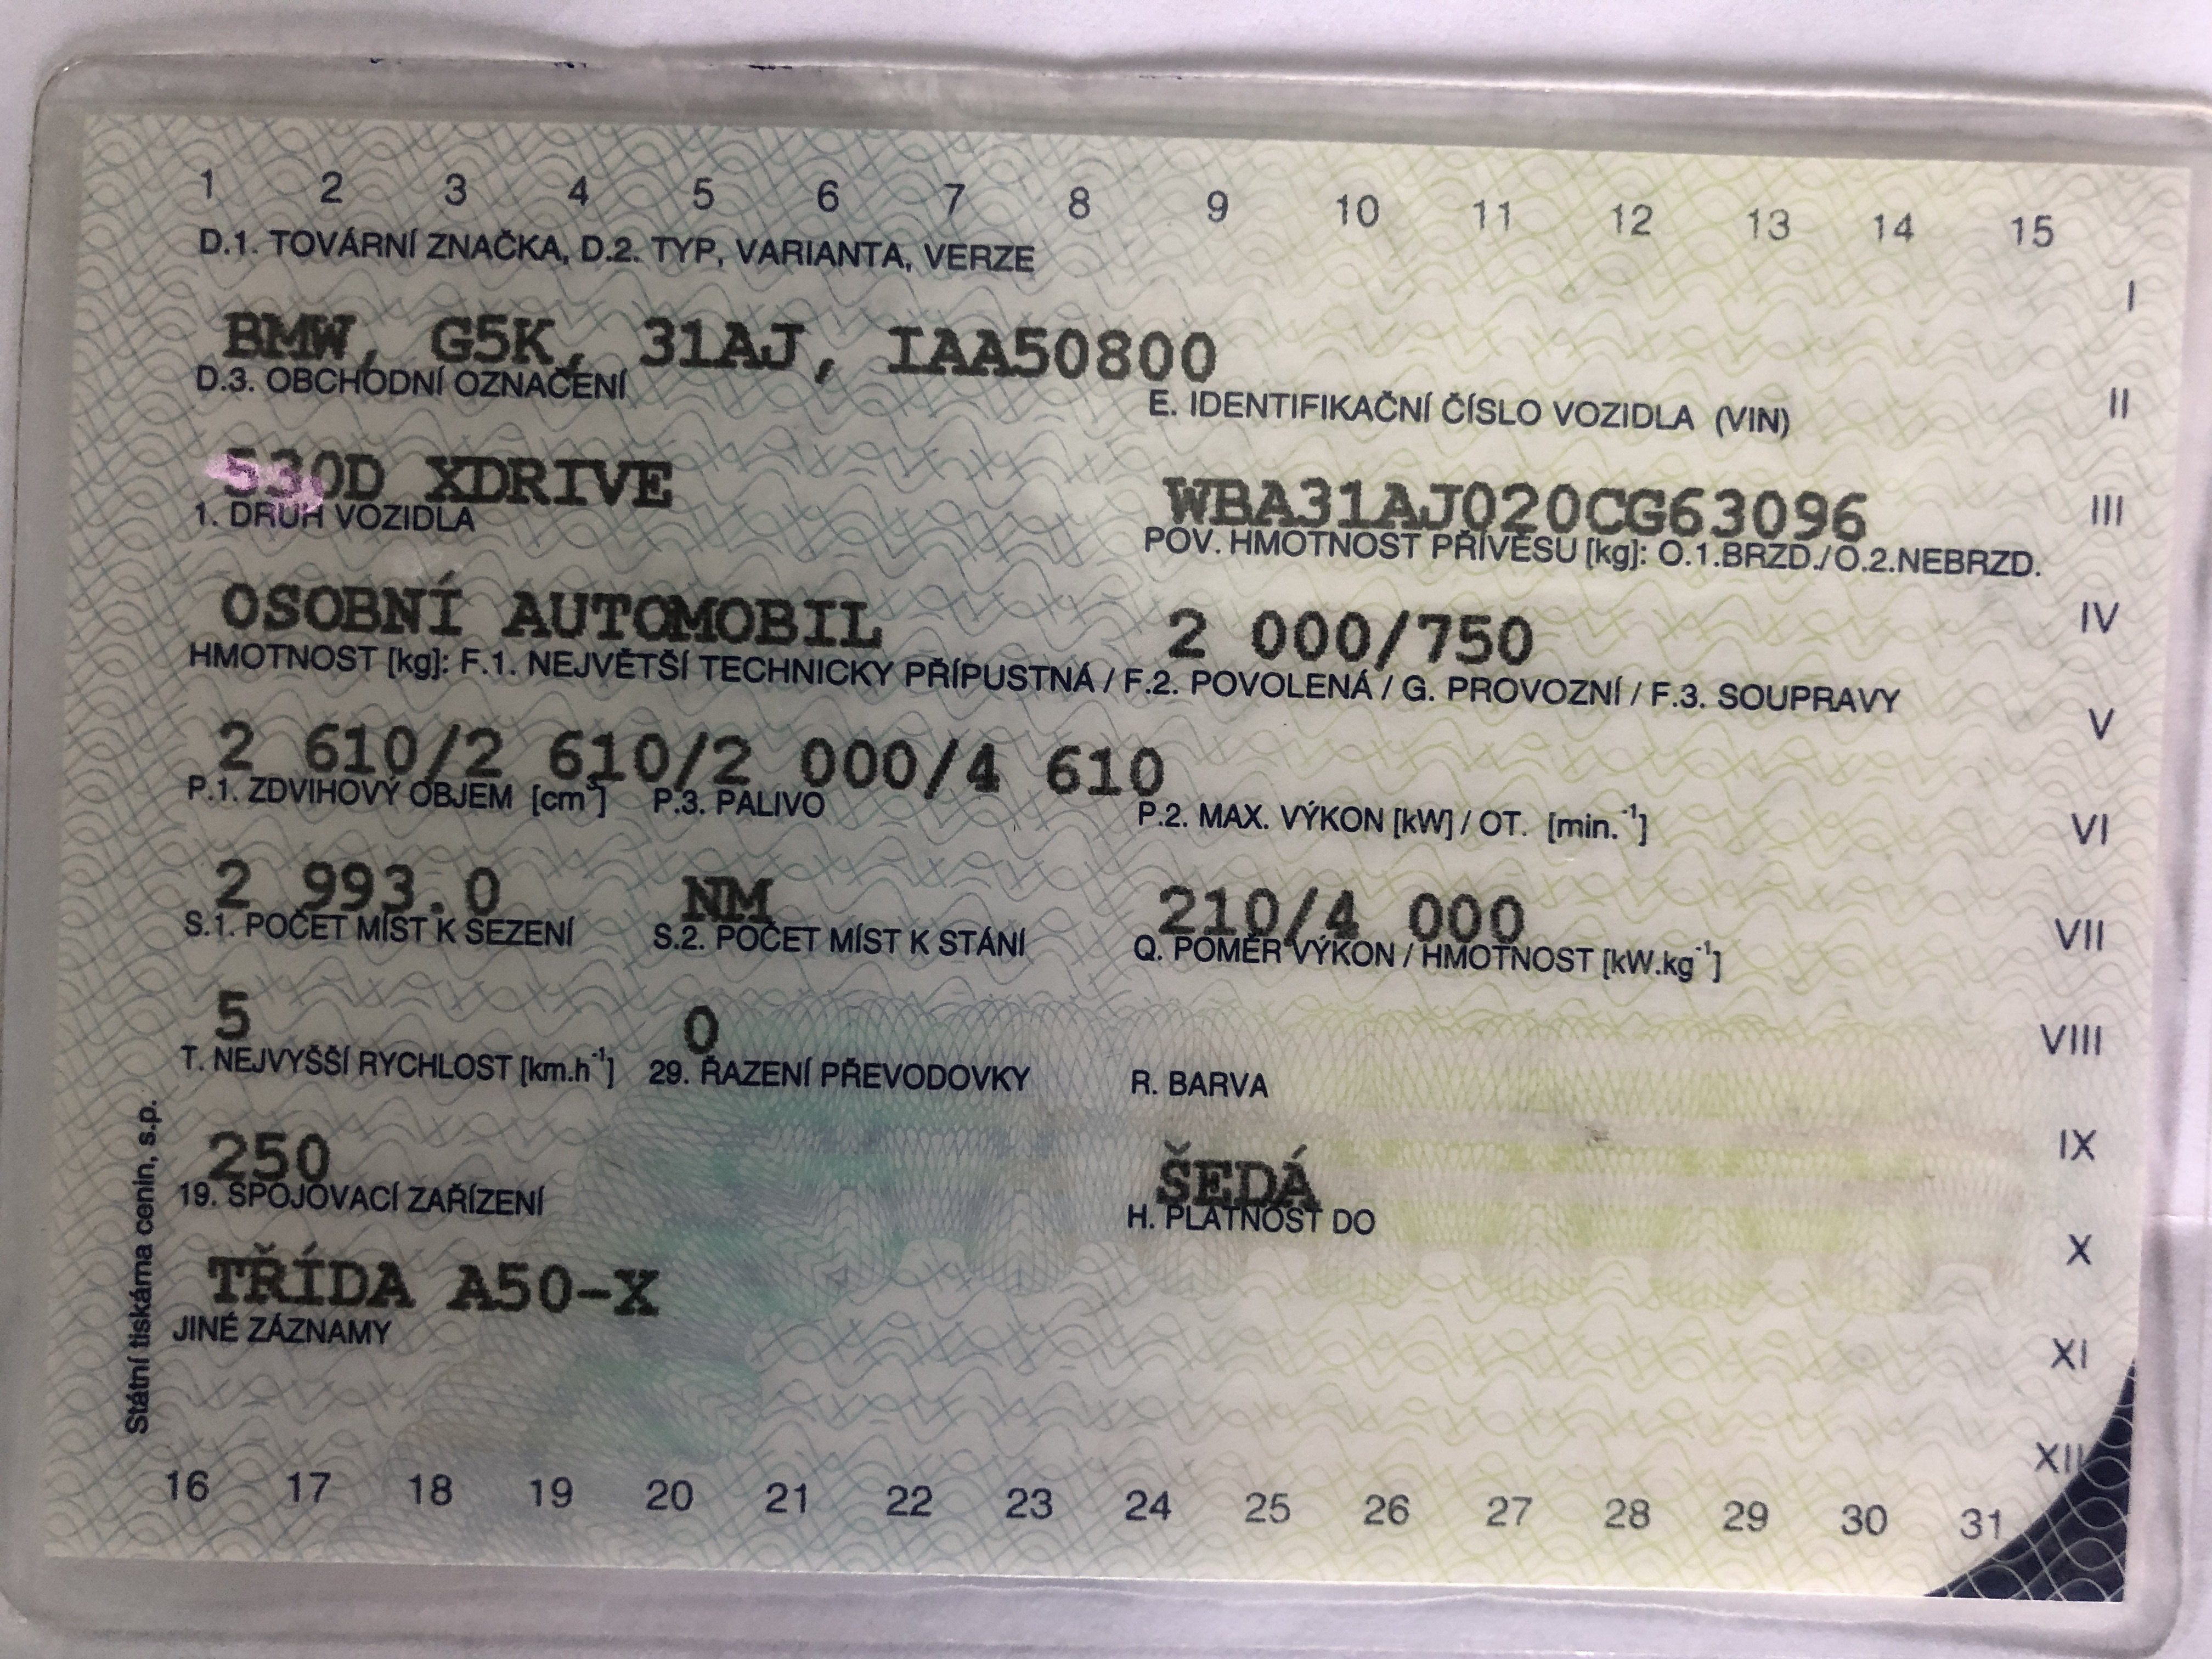 1 2 3 4 5 6 7 8 9 10 11 12 13 14 15
D.1. TOVÁRNÍ ZNAČKA, D.2. TYP, VARIANTA, VERZE
I
BMW, G5K, 31AJ, IAA50800
D.3. OBCHODNÍ OZNAČENÍ E. IDENTIFIKAČNÍ ČÍSLO VOZIDLA (VIN)
II
530D XDRIVE WBA31AJ020CG63096
III
1. DRUH VOZIDLA POV. HMOTNOST PŘÍVĚSU [kg]: O.1.BRZD./O.2.NEBRZD.
OSOBNÍ AUTOMOBIL 2 000/750
IV
HMOTNOST [kg]: F.1. NEJVĚTŠÍ TECHNICKY PŘÍPUSTNÁ / F.2. POVOLENÁ / G. PROVOZNÍ / F.3. SOUPRAVY
V
2 610/2 610/2 000/4 610
P.1. ZDVIHOVÝ OBJEM [cm³] P.3. PALIVO P.2. MAX. VÝKON [kW] / OT. [min.⁻¹]
VI
2 993.0 NM 210/4 000
VII
S.1. POČET MÍST K SEZENÍ S.2. POČET MÍST K STÁNÍ Q. POMĚR VÝKON / HMOTNOST [kW.kg⁻¹]
5 0
VIII
T. NEJVYŠŠÍ RYCHLOST [km.h⁻¹] 29. ŘAZENÍ PŘEVODOVKY R. BARVA
250 ŠEDÁ
IX
19. SPOJOVACÍ ZAŘÍZENÍ H. PLATNOST DO
X
TŘÍDA A50-X
JINÉ ZÁZNAMY
XI
XII
16 17 18 19 20 21 22 23 24 25 26 27 28 29 30 31
Státní tiskárna cenin, s.p.